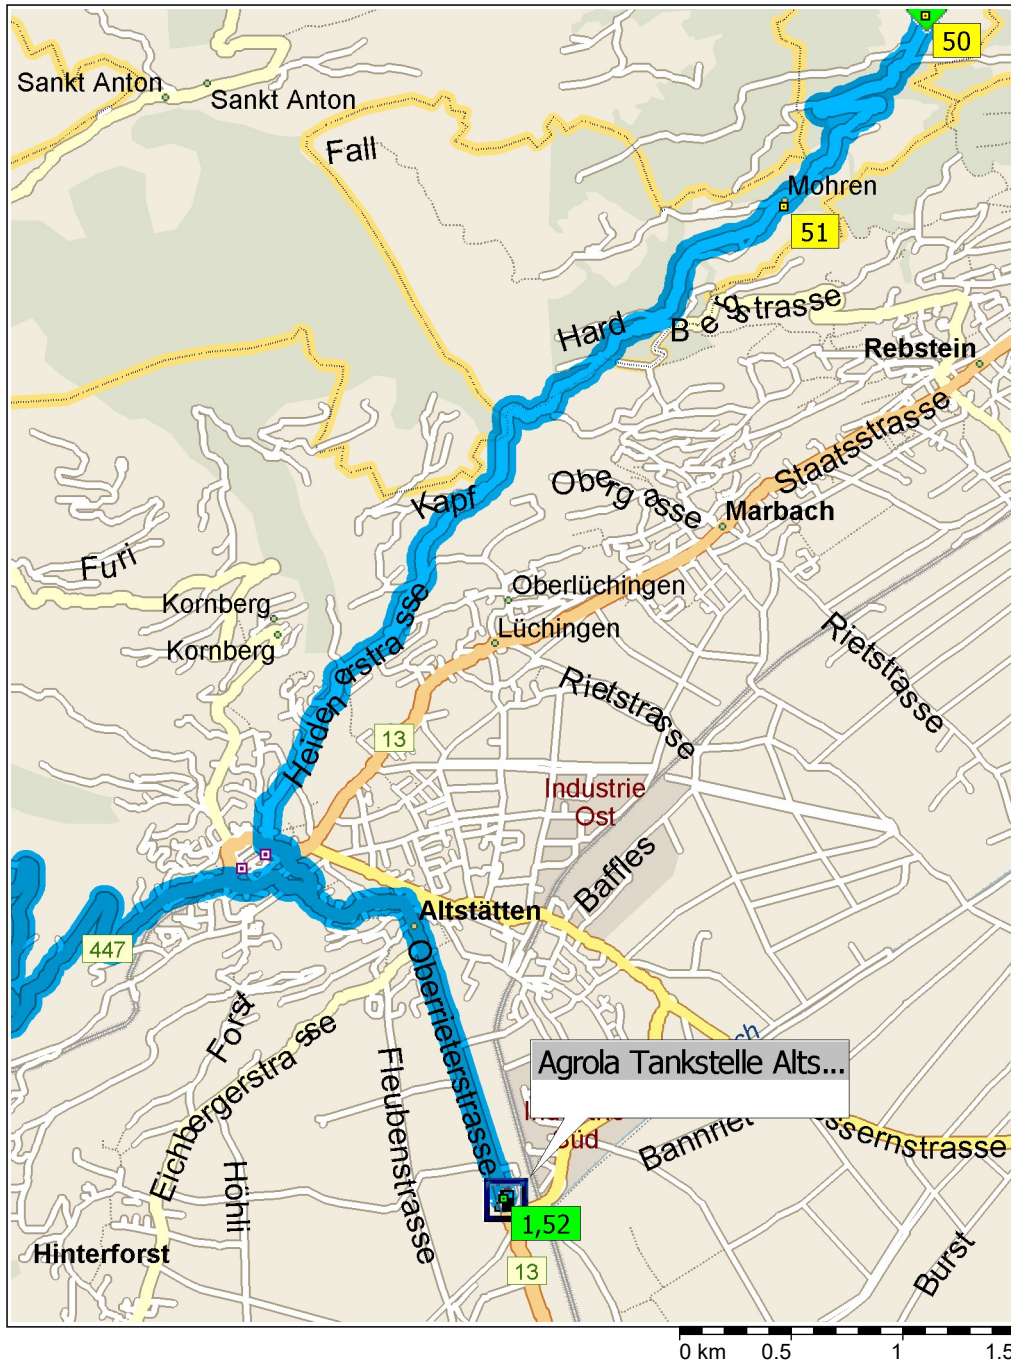 50
Sankt Anton
Sankt Anton
Fall
Mohren
51
Bergstrasse
Hard
Rebstein
Staatsstrasse
Obergasse
Kapf
Marbach
Furi
Oberlüchingen
Kornberg
Lüchingen
Kornberg
Rietstrasse
Rietstrasse
Heidenerstrasse
13
Industrie
Ost
Baffles
Altstätten
447
Oberrieterstrasse
Forst
Eichbergerstrasse
Fleubenstrasse
Agrola Tankstelle Alts...
Süd
Bannriet
ssernstrasse
Höhli
1,52
Hinterforst
13
Burst
0 km 0.5 1 1.5